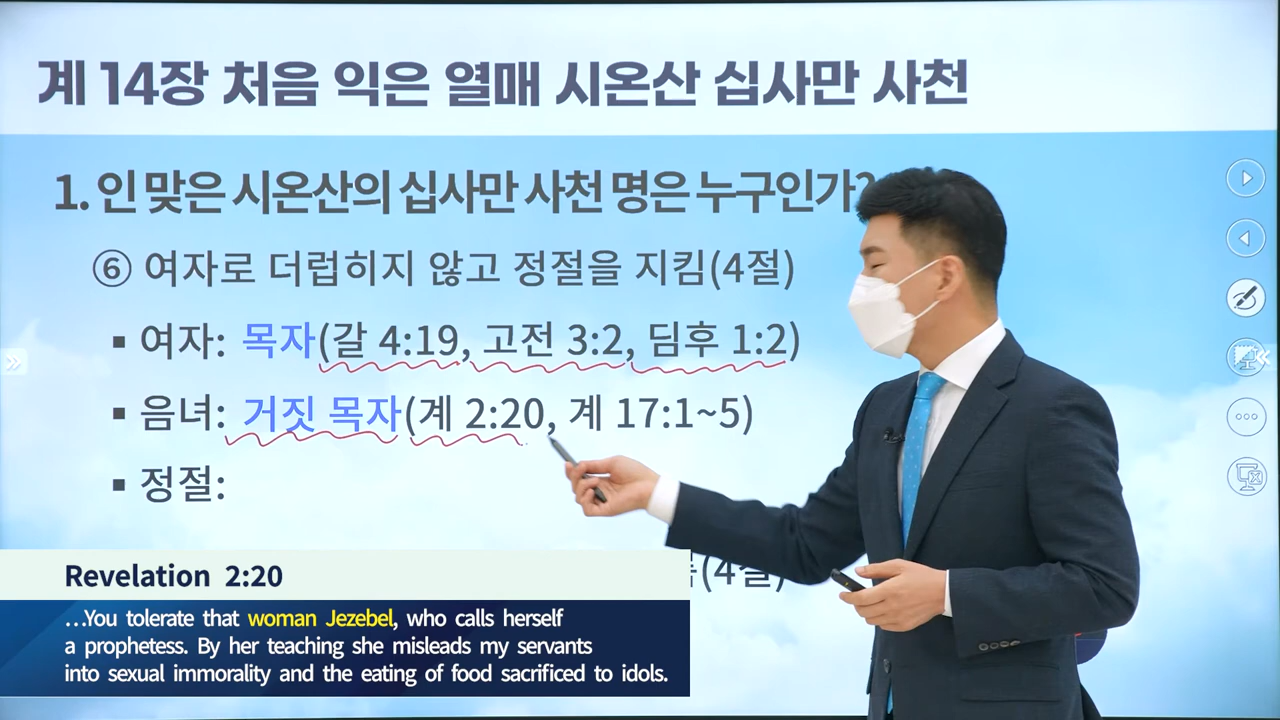 계 14장 처음 익은 열매 시온산 십사만 사천
1. 인 맞은 시온산의 십사만 사천 명은 누구인가?
⑥ 여자로 더럽히지 않고 정절을 지킴(4절)
▪ 여자: 목자(갈 4:19, 고전 3:2, 딤후 1:2)
▪ 음녀: 거짓 목자(계 2:20, 계 17:1~5)
▪ 정절:
(4절)
Revelation 2:20
…You tolerate that woman Jezebel, who calls herself
a prophetess. By her teaching she misleads my servants
into sexual immorality and the eating of food sacrificed to idols.